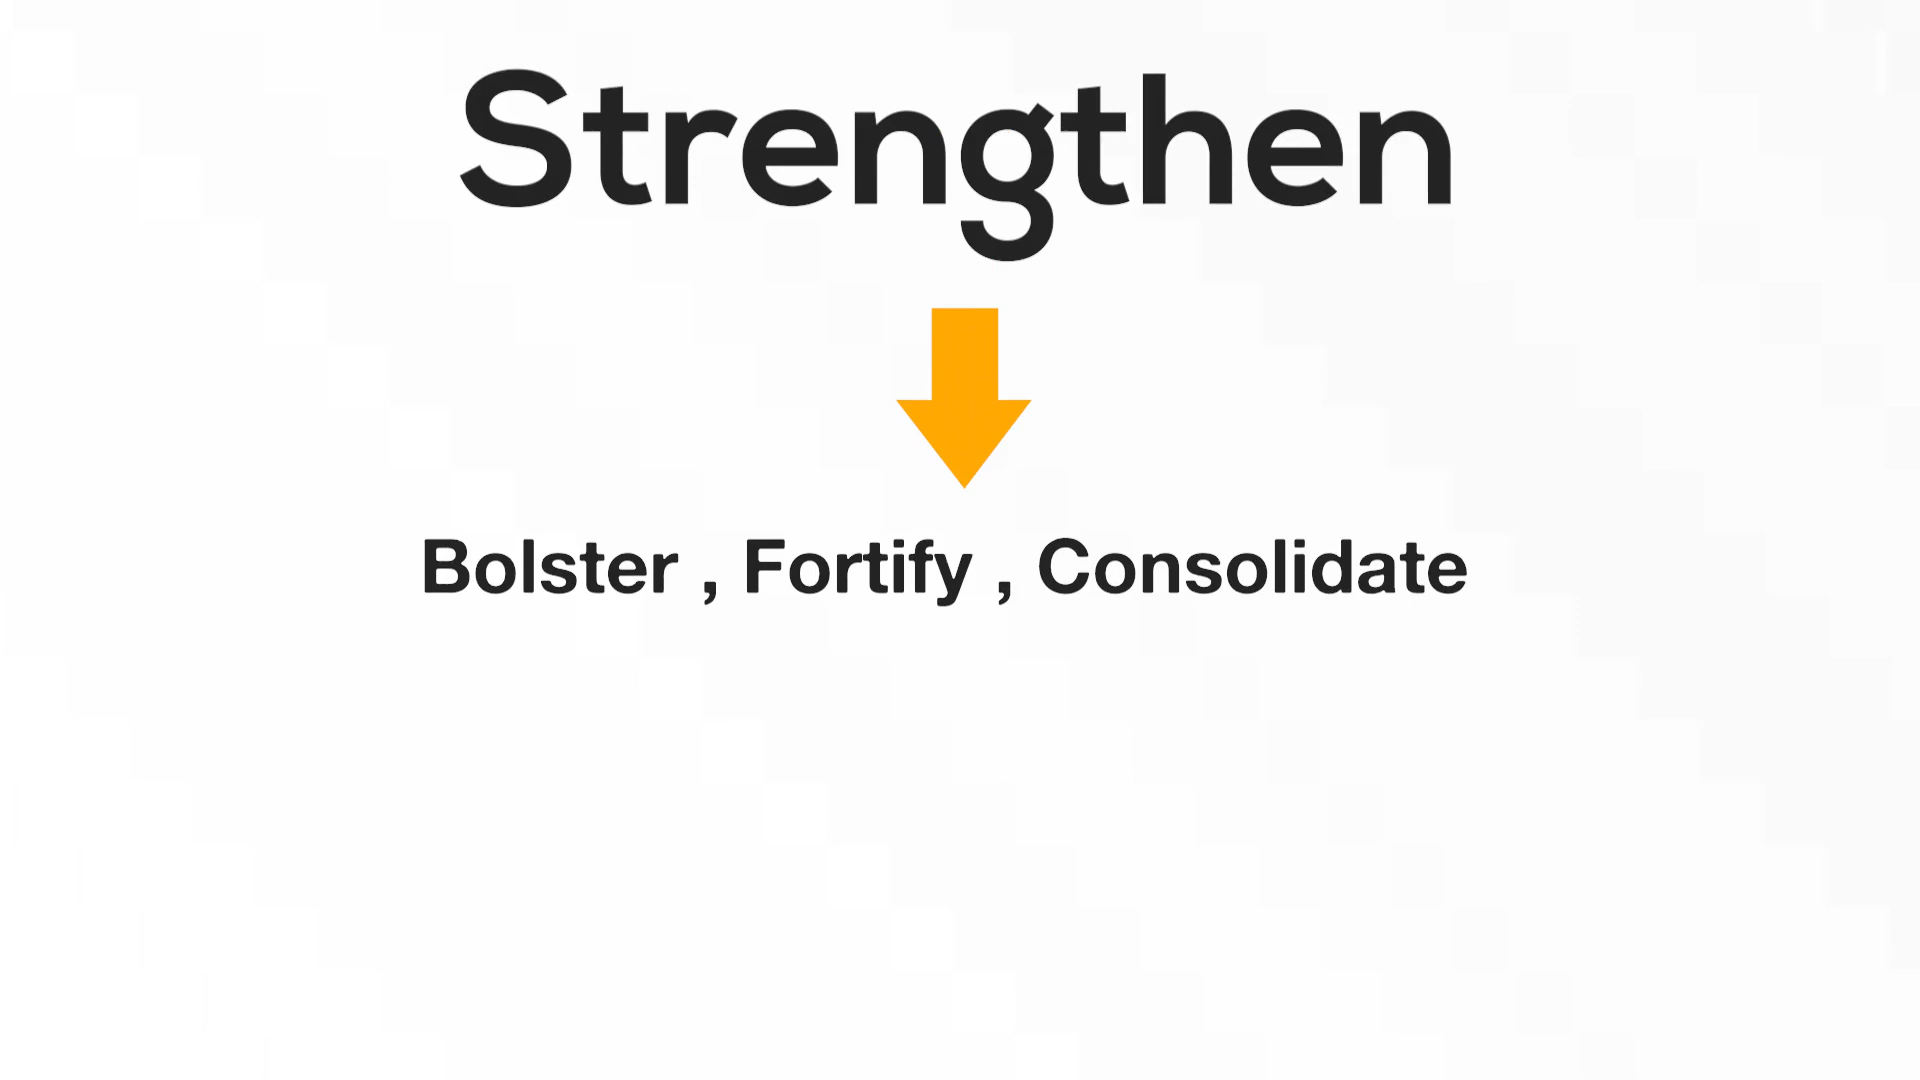 Strengthen
Bolster , Fortify , Consolidate